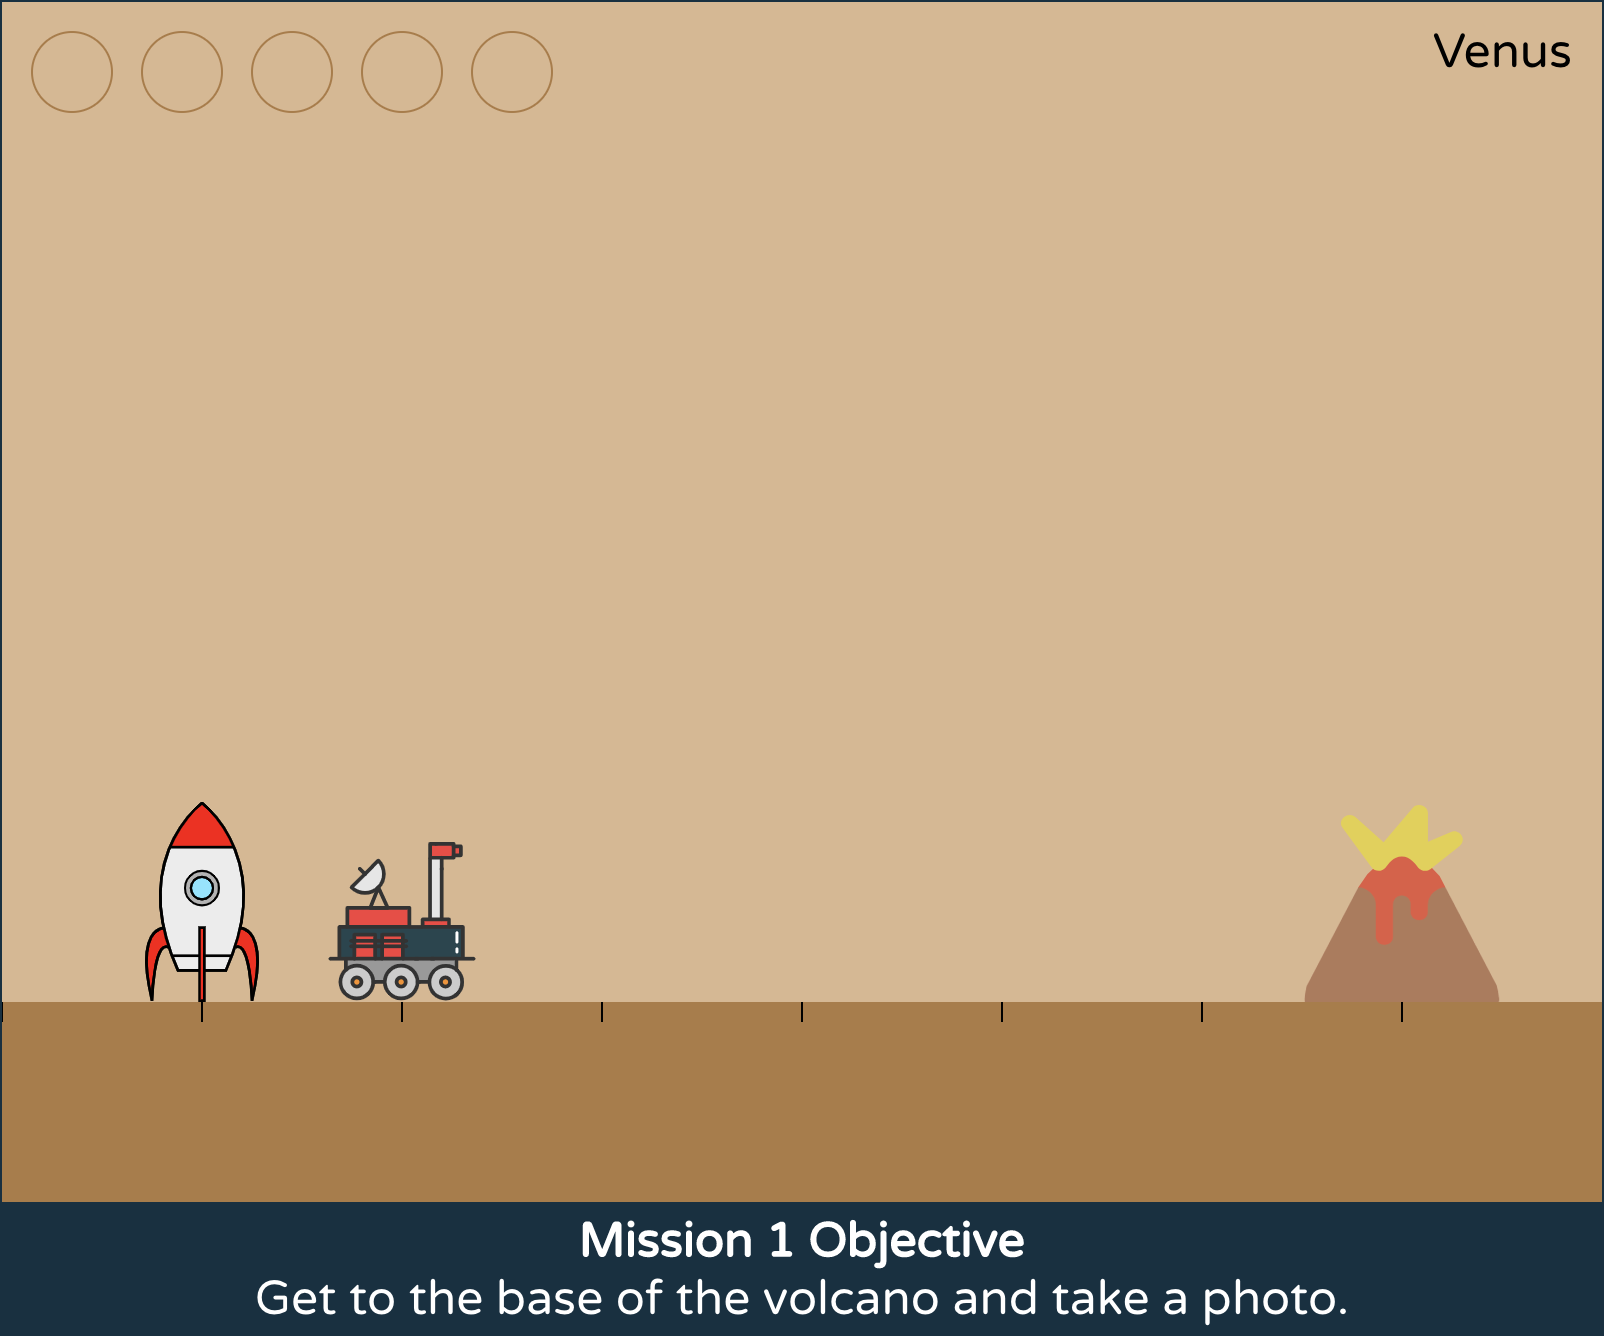 Venus
Mission 1 Objective
Get to the base of the volcano and take a photo.